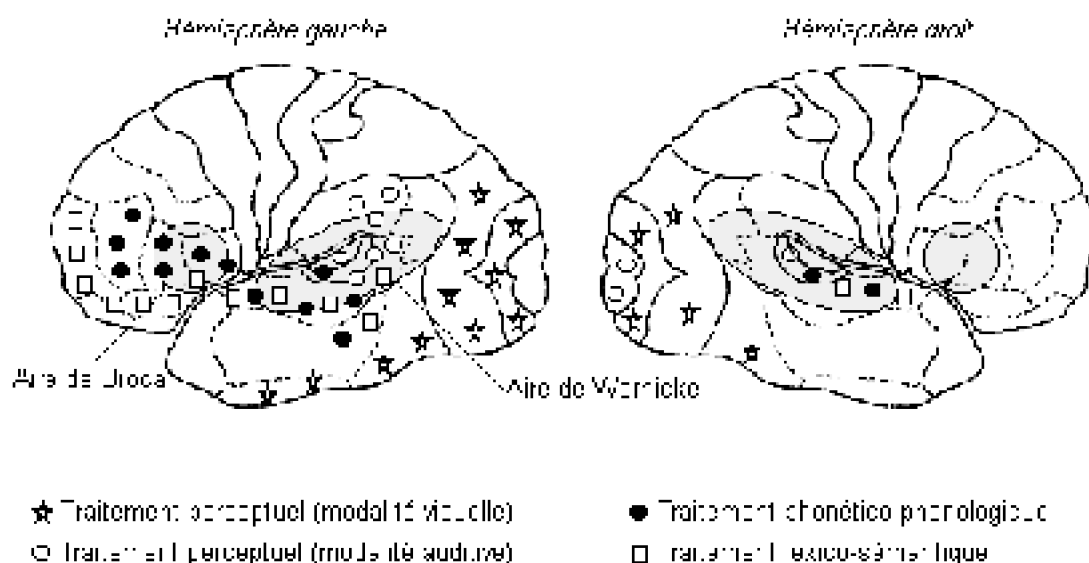 Hémisphère gauche
Hémisphère droit
Aire de Broca
Aire de Wernicke
Traitement perceptuel (modalité visuelle)
Traitement phonético phonologique
Traitement perceptuel (modalité auditive)
Traitement lexico-sémantique